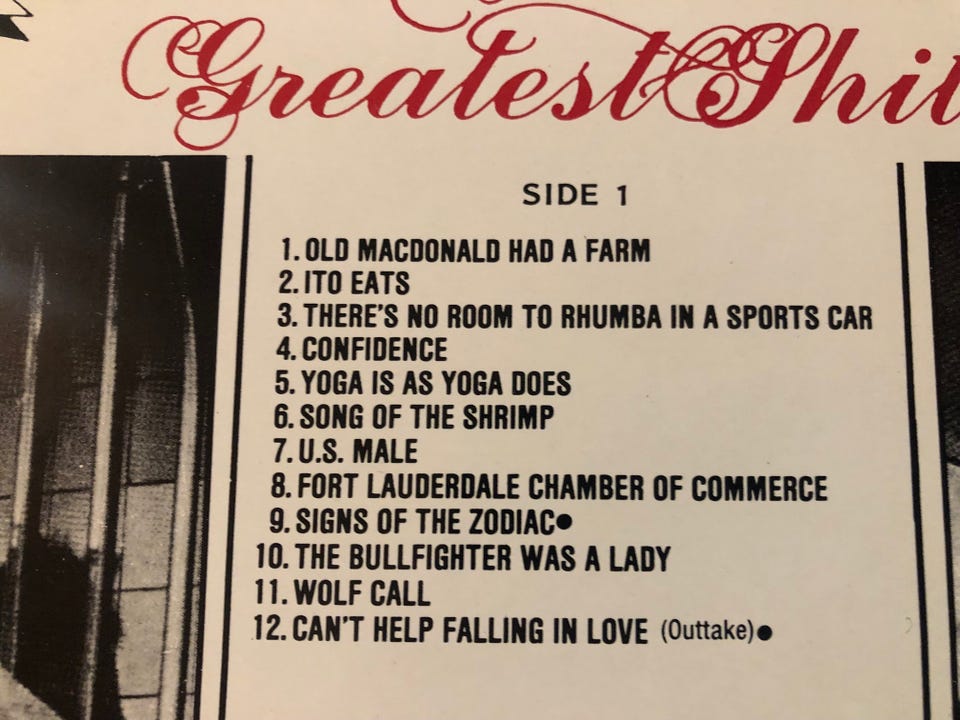 Greatest Shit
SIDE 1
1. OLD MACDONALD HAD A FARM
2. ITO EATS
3. THERE'S NO ROOM TO RHUMBA IN A SPORTS CAR
4. CONFIDENCE
5. YOGA IS AS YOGA DOES
6. SONG OF THE SHRIMP
7. U.S. MALE
8. FORT LAUDERDALE CHAMBER OF COMMERCE
9. SIGNS OF THE ZODIAC●
10. THE BULLFIGHTER WAS A LADY
11. WOLF CALL
12. CAN'T HELP FALLING IN LOVE (Outtake)●